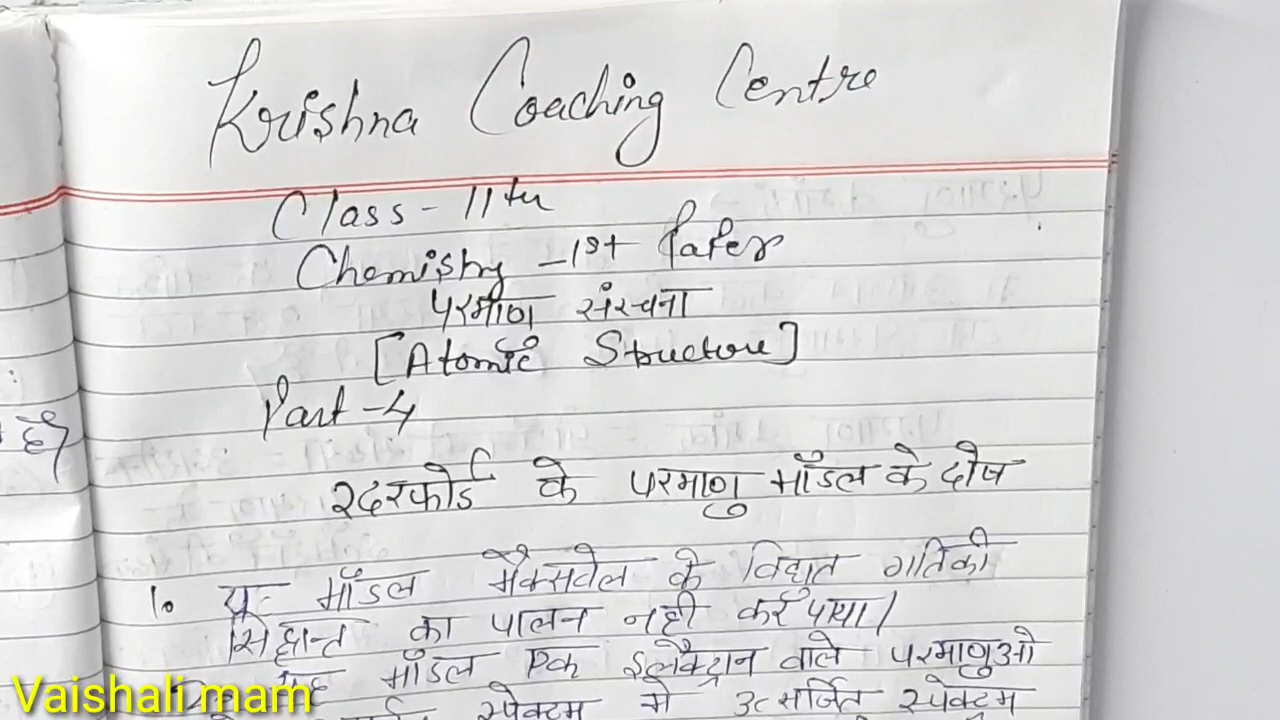 Krishna Coaching Centre
Class - 11th
Chemistry - 1st Paper
परमाणु संरचना
[Atomic Structure]
Part - 4
रदरफोर्ड के परमाणु मॉडल के दोष
1. यह मॉडल मैक्सवेल के विद्युत गतिकी
सिद्धान्त का पालन नही कर पाया।
मॉडल एक इलैक्ट्रान वाले परमाणुओ
स्पेक्ट्रम मे उत्सर्जित स्पेक्ट्रम
है
Vaishali mam